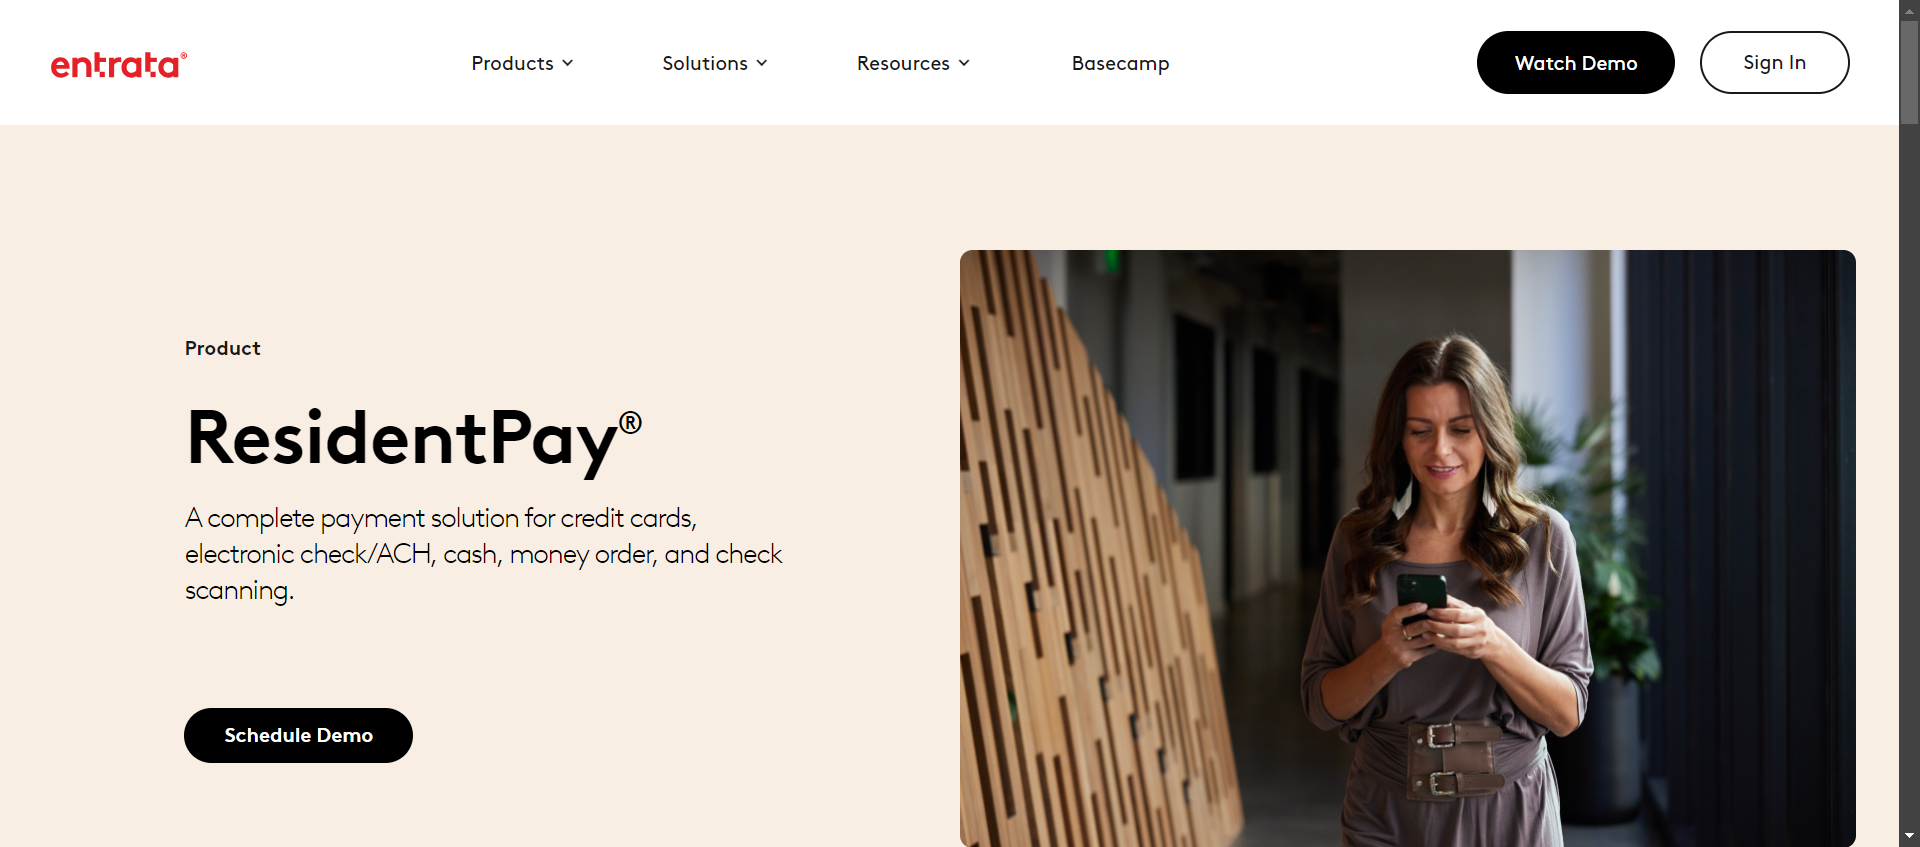 entrata®
Products
Solutions
Resources
Basecamp
Watch Demo
Sign In
Product
ResidentPay®
A complete payment solution for credit cards,
electronic check/ACH, cash, money order, and check
scanning.
Schedule Demo